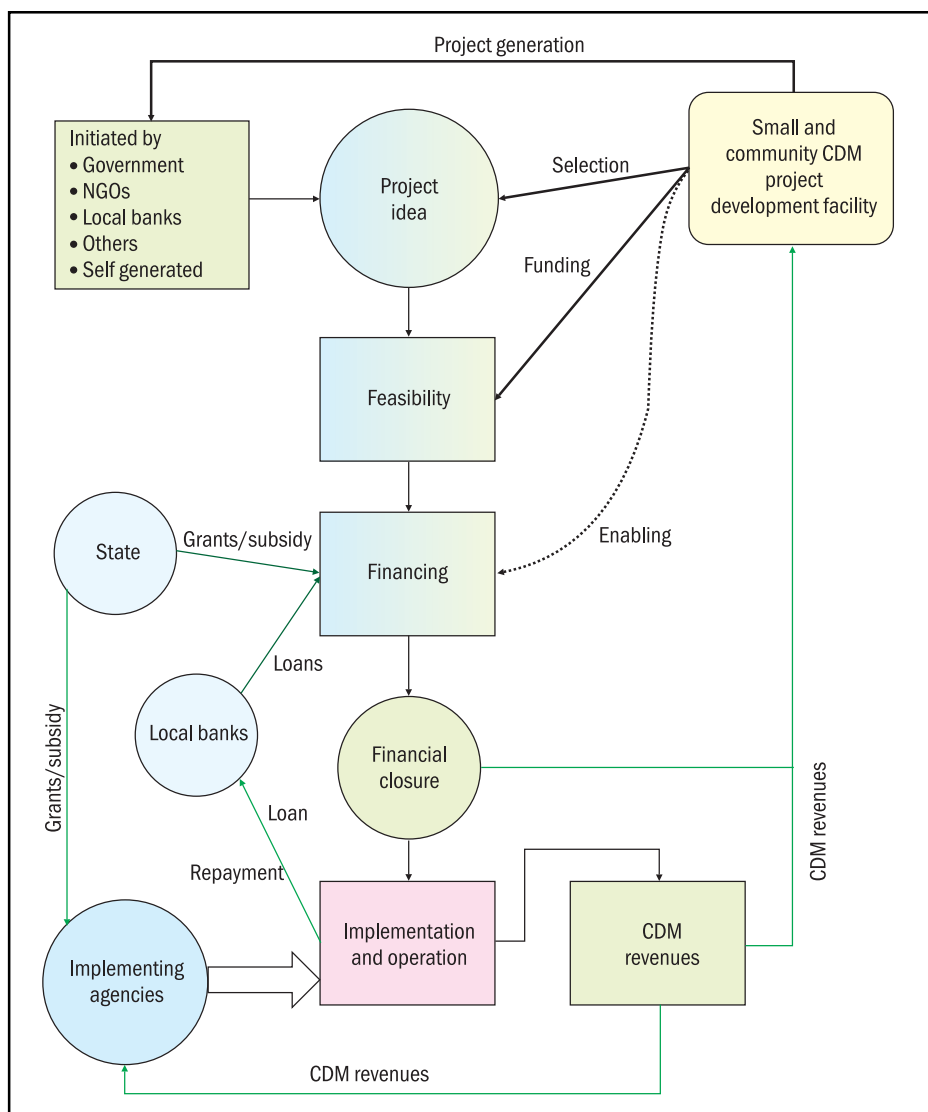 Project generation
Initiated by
• Government
• NGOs
• Local banks
• Others
• Self generated
Project
idea
Selection
Small and
community CDM
project
development facility
Funding
Feasibility
State
Grants/subsidy
Financing
Enabling
Loans
Local banks
Financial
closure
Grants/subsidy
Loan
Repayment
CDM revenues
Implementing
agencies
Implementation
and operation
CDM
revenues
CDM revenues